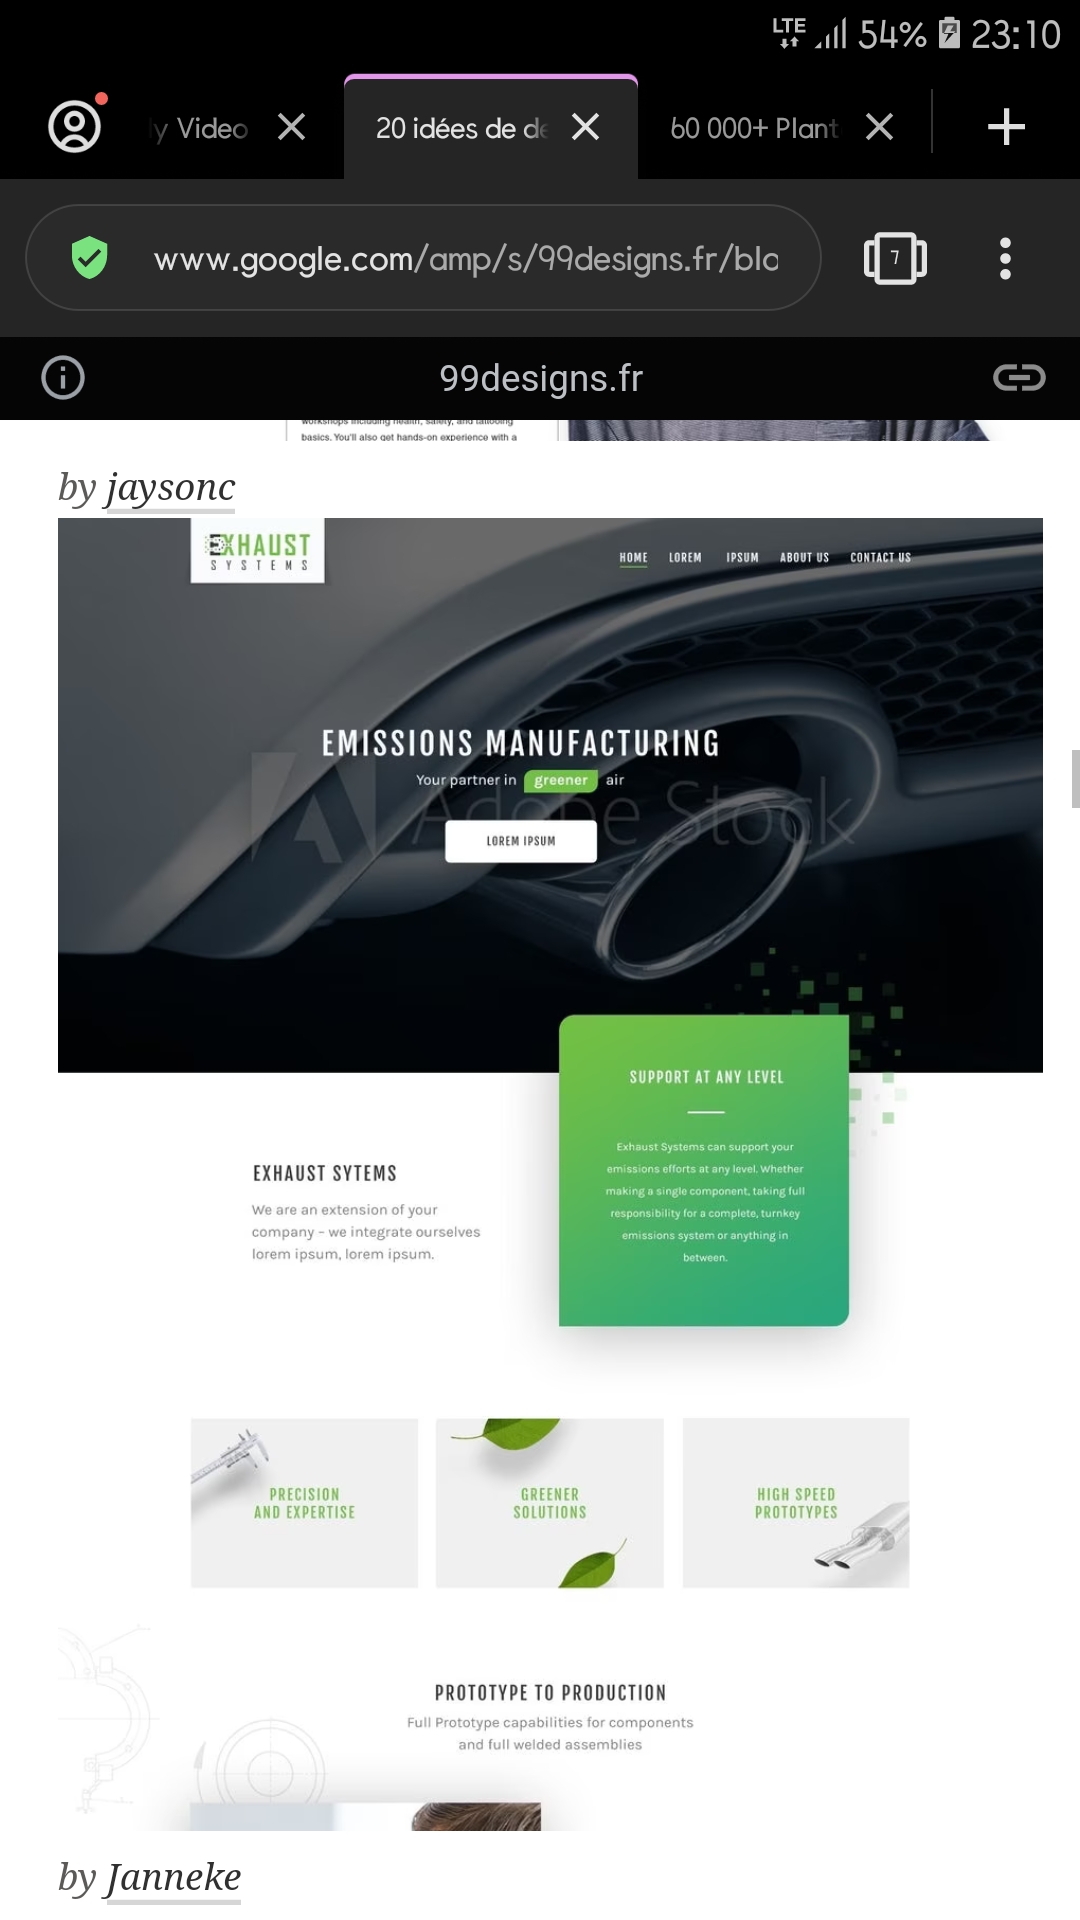 LTE 54% 23:10
ly Video
20 idées de de
60 000+ Plant
www.google.com/amp/s/99designs.fr/blo
7
99designs.fr
workshops including health, safety, and tattooing
basics. You'll also get hands-on experience with a
by jaysonc
EXHAUST
SYSTEMS
HOME LOREM IPSUM ABOUT US CONTACT US
EMISSIONS MANUFACTURING
Your partner in greener air
Adobe Stock
LOREM IPSUM
SUPPORT AT ANY LEVEL
Exhaust Systems can support your
emissions efforts at any level. Whether
making a single component, taking full
responsibility for a complete, turnkey
emissions system or anything in
between.
EXHAUST SYTEMS
We are an extension of your
company – we integrate ourselves
lorem ipsum, lorem ipsum.
PRECISION
AND EXPERTISE
GREENER
SOLUTIONS
HIGH SPEED
PROTOTYPES
PROTOTYPE TO PRODUCTION
Full Prototype capabilities for components
and full welded assemblies
by Janneke